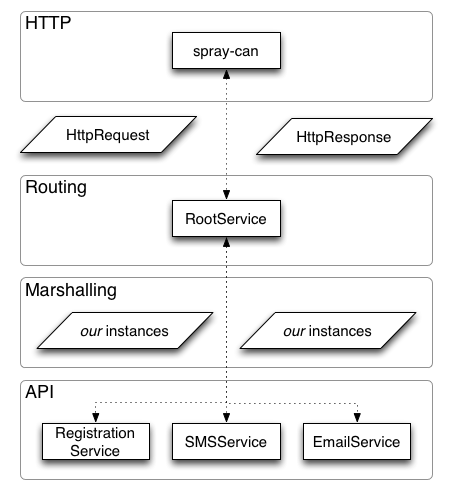 HTTP
spray-can
HttpRequest
HttpResponse
Routing
RootService
Marshalling
our instances
our instances
API
Registration
Service
SMSService
EmailService